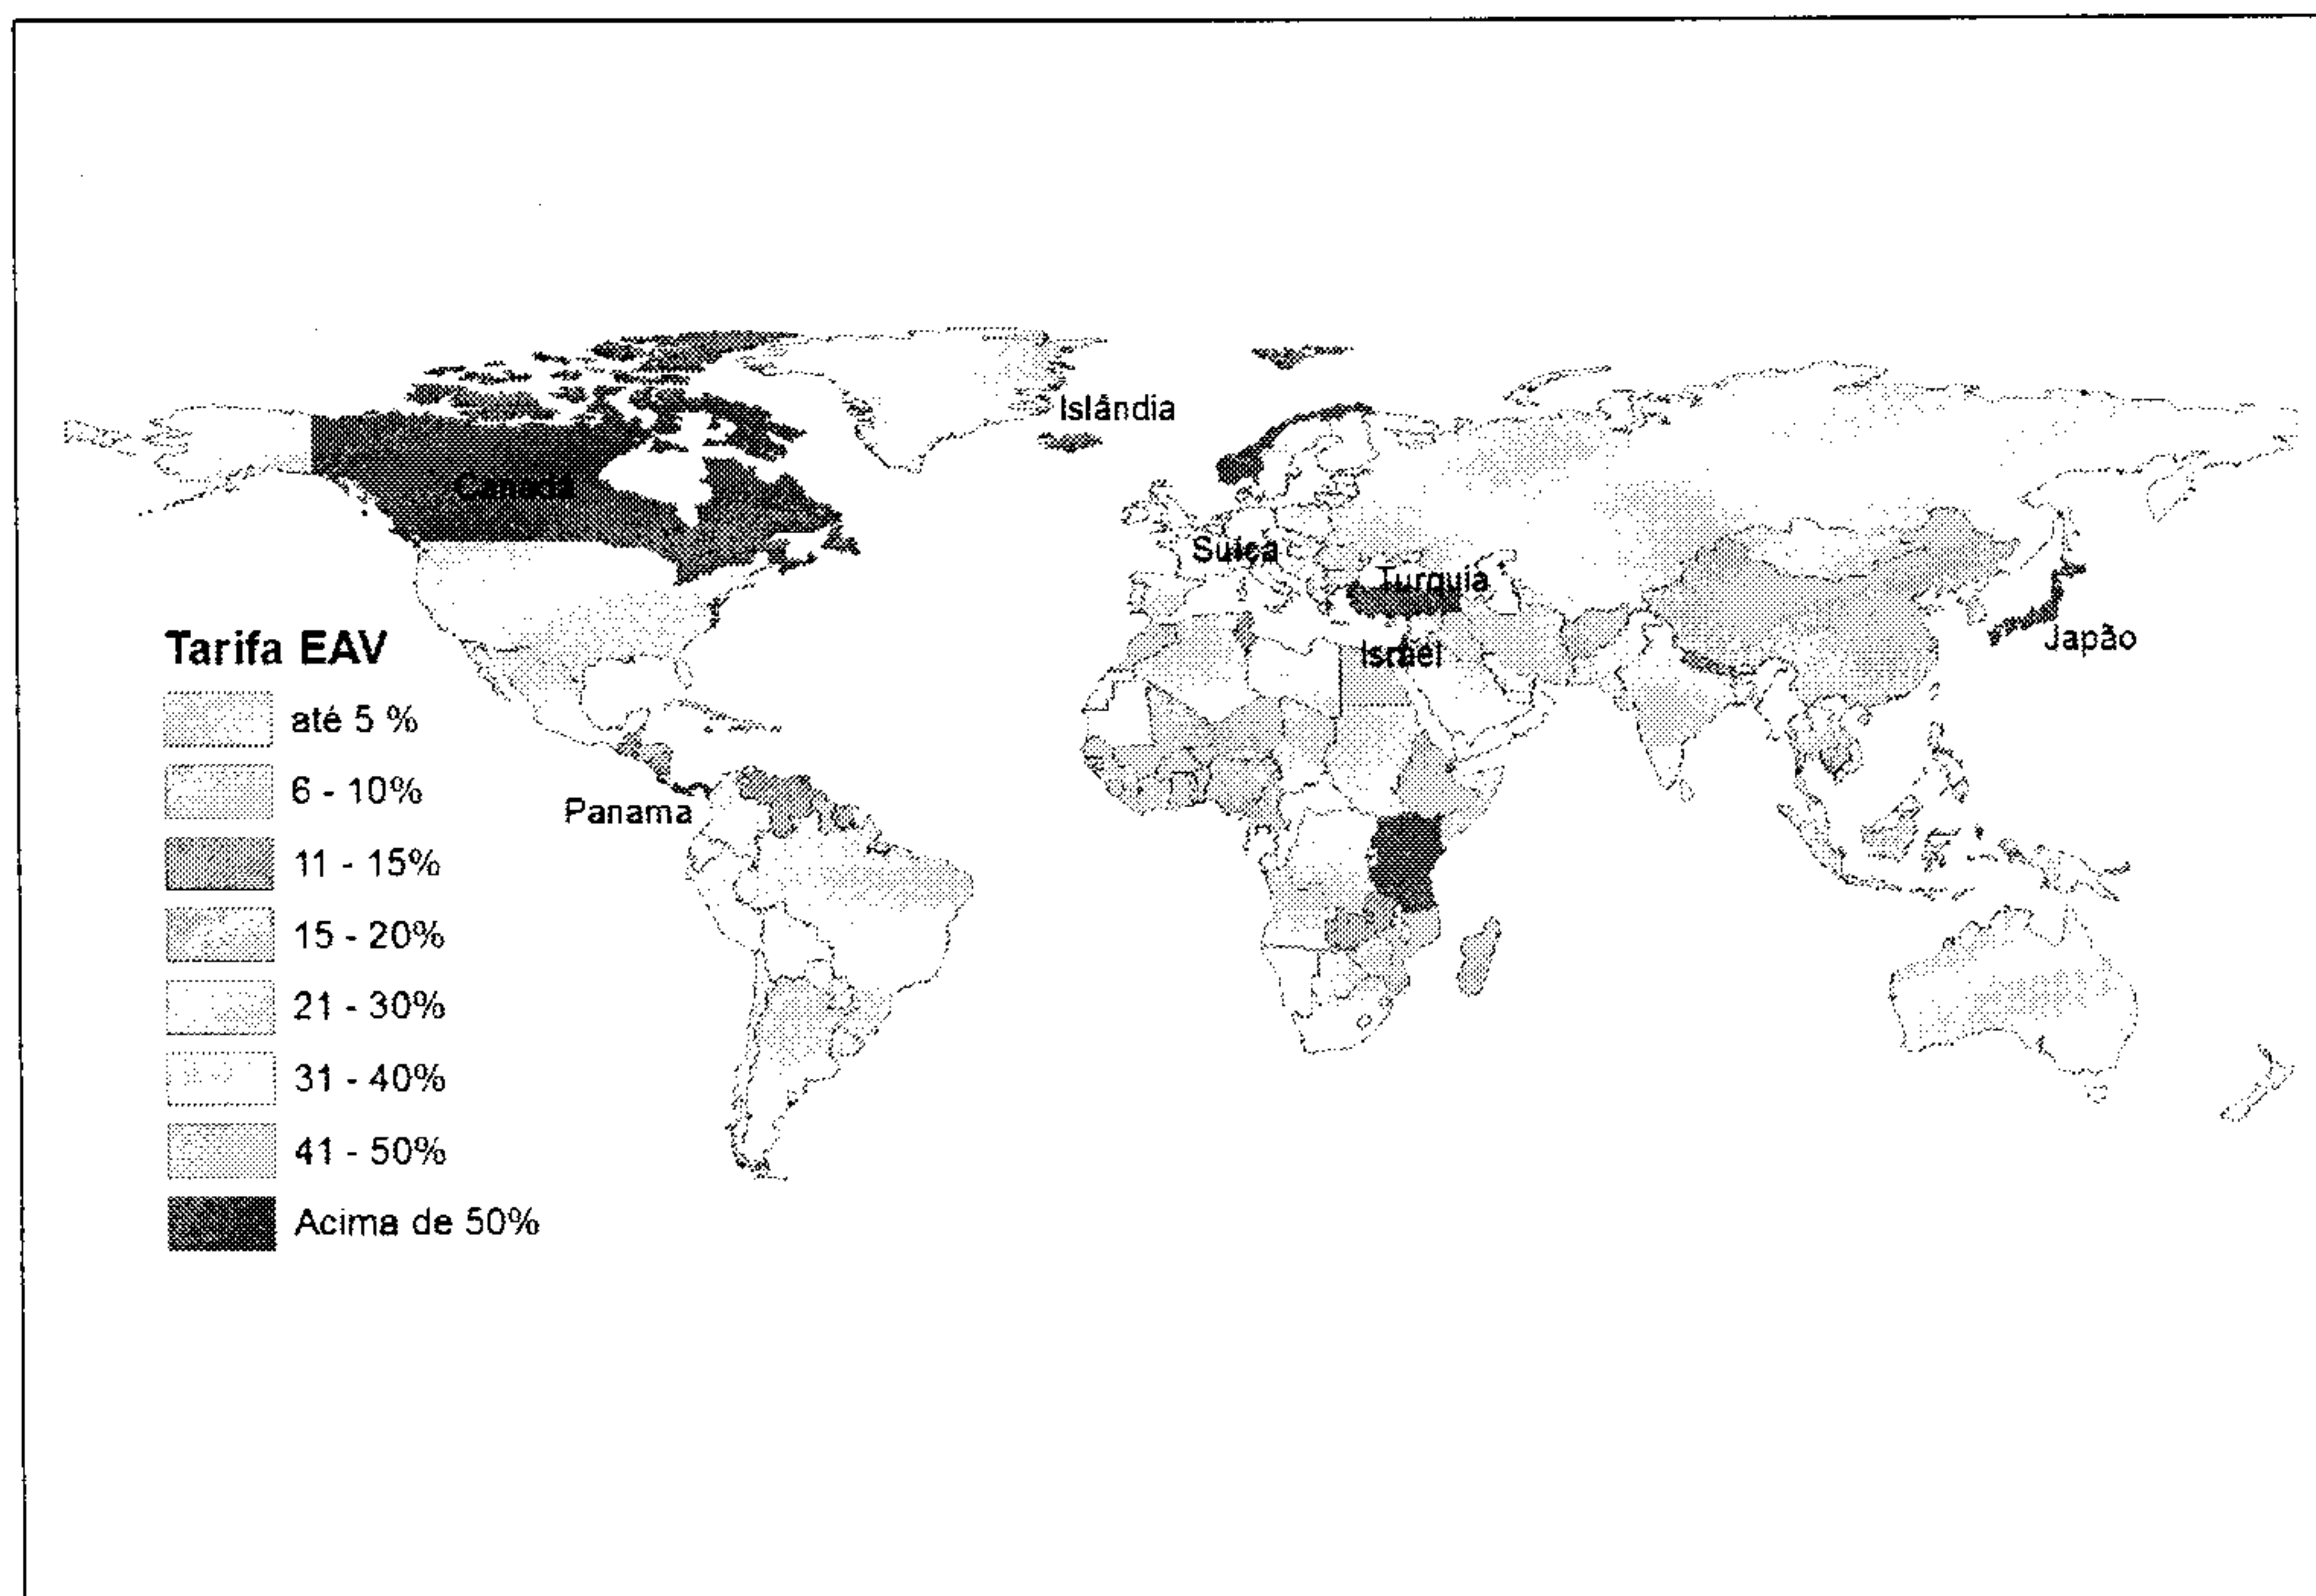 Islândia
Canadá
Suiça
Turquia
Israel
Japão
Panama
Tarifa EAV
até 5 %
6 - 10%
11 - 15%
15 - 20%
21 - 30%
31 - 40%
41 - 50%
Acima de 50%